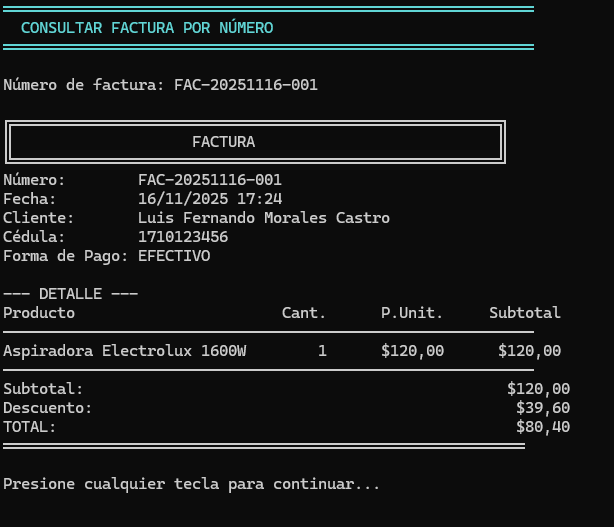 CONSULTAR FACTURA POR NÚMERO
Número de factura: FAC-20251116-001
FACTURA
Número: FAC-20251116-001
Fecha: 16/11/2025 17:24
Cliente: Luis Fernando Morales Castro
Cédula: 1710123456
Forma de Pago: EFECTIVO
--- DETALLE ---
Producto Cant. P.Unit. Subtotal
Aspiradora Electrolux 1600W 1 $120,00 $120,00
Subtotal: $120,00
Descuento: $39,60
TOTAL: $80,40
Presione cualquier tecla para continuar...